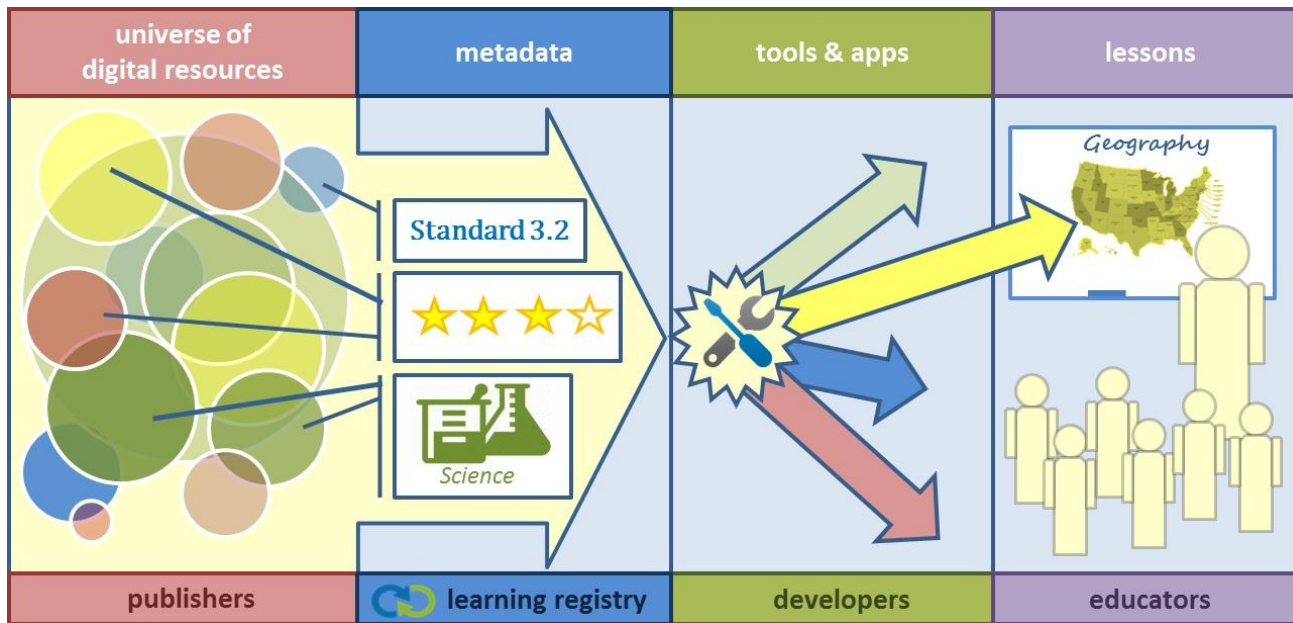 universe of
digital resources
metadata
tools & apps
lessons
Standard 3.2
Science
Geography
publishers
learning registry
developers
educators